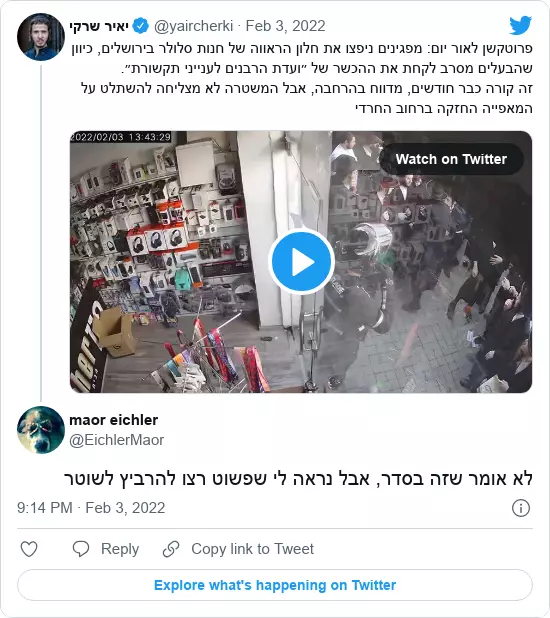 יאיר שרקי @yaircherki · Feb 3, 2022
פרוטקשן לאור יום: מפגינים ניפצו את חלון הראווה של חנות סלולר בירושלים, כיוון
שהבעלים מסרב לקחת את ההכשר של ״ועדת הרבנים לענייני תקשורת״.
זה קורה כבר חודשים, מדווח בהרחבה, אבל המשטרה לא מצליחה להשתלט על
המאפייה החזקה ברחוב החרדי
2022/02/03 13:43:29
Watch on Twitter
maor eichler
@EichlerMaor
לא אומר שזה בסדר, אבל נראה לי שפשוט רצו להרביץ לשוטר
9:14 PM · Feb 3, 2022
Reply
Copy link to Tweet
Explore what's happening on Twitter